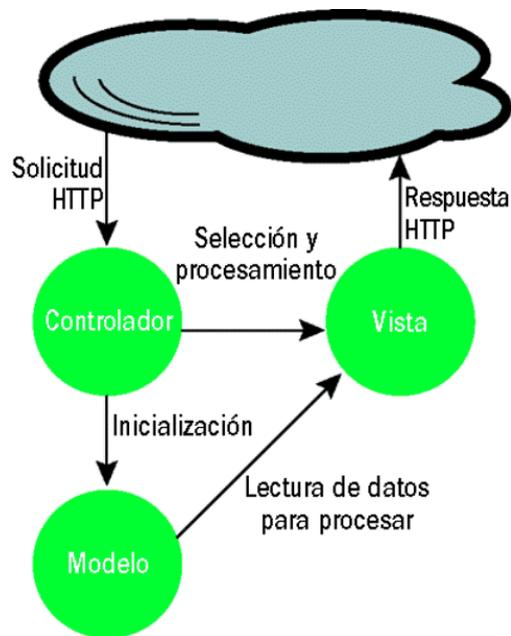 Solicitud
HTTP
Respuesta
HTTP
Selección y
procesamiento
Controlador
Vista
Inicialización
Lectura de datos
para procesar
Modelo